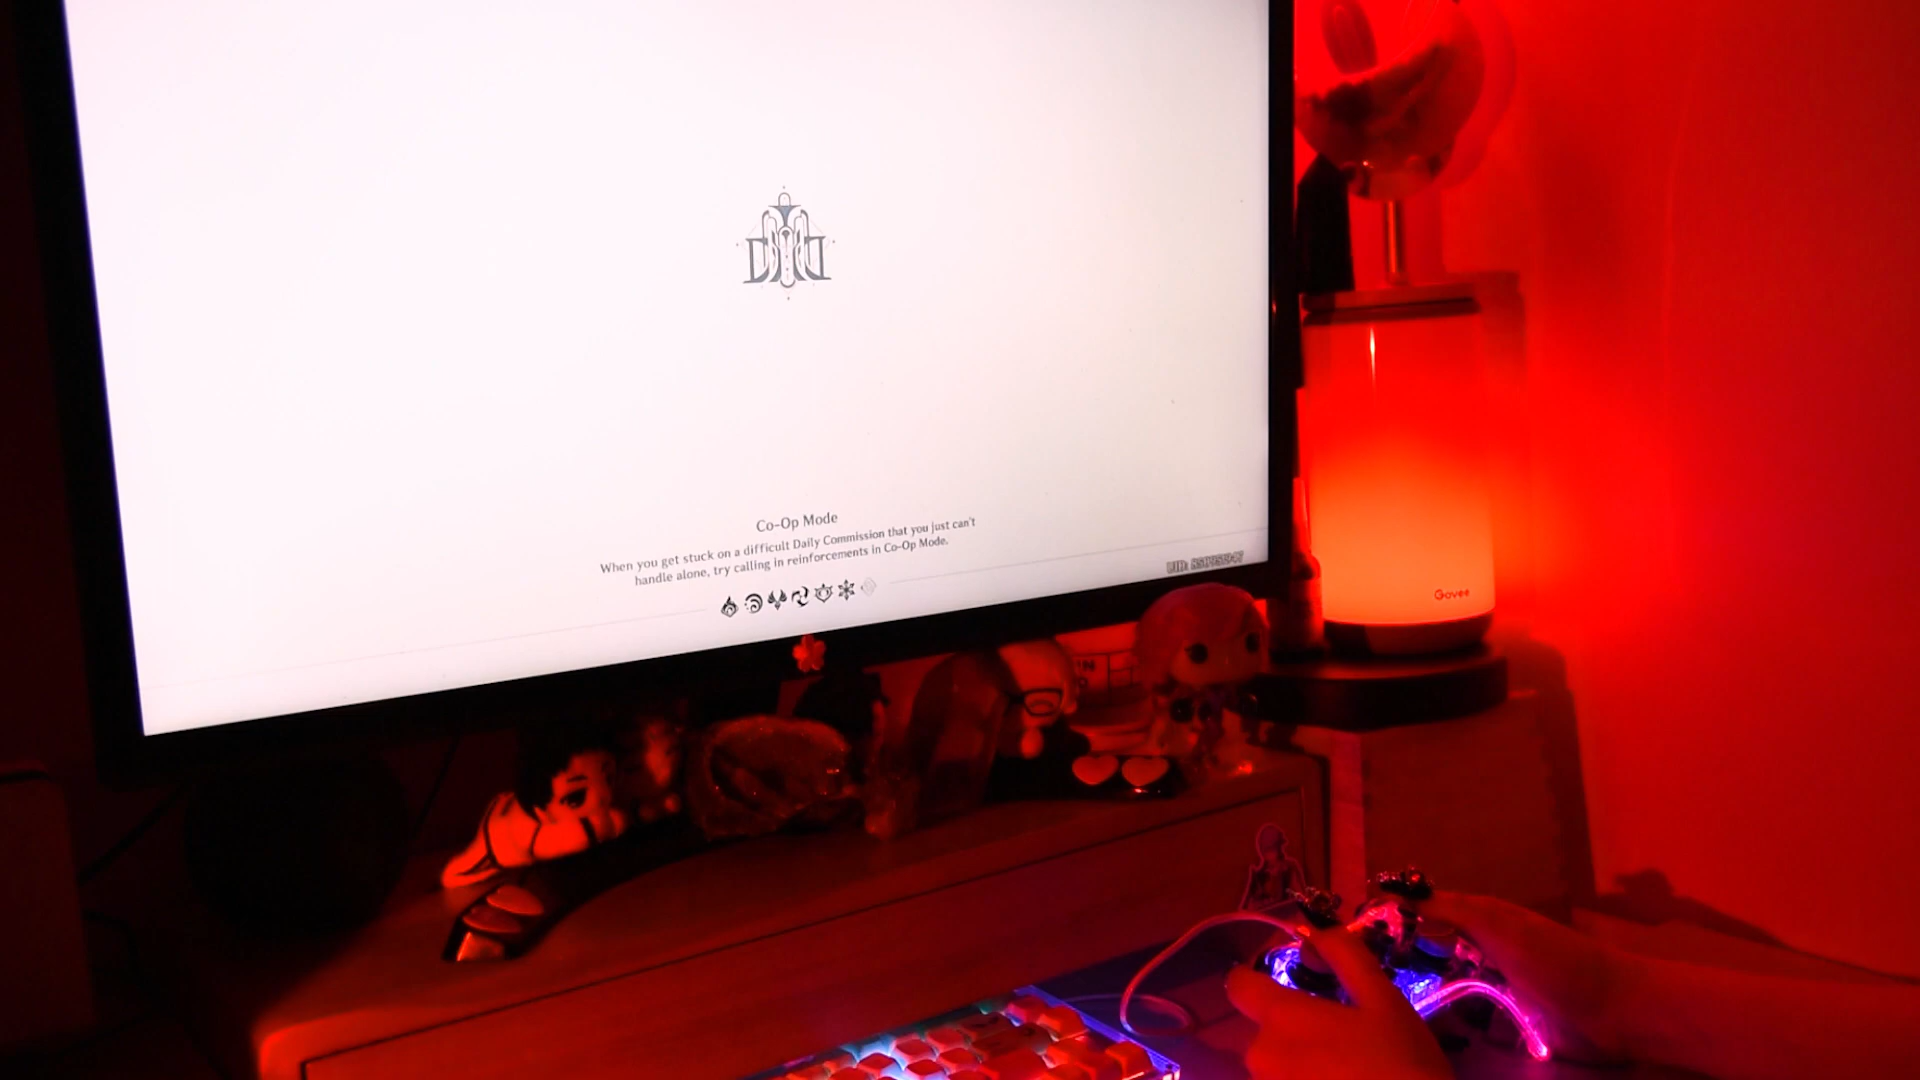 Co-Op Mode
When you get stuck on a difficult Daily Commission that you just can't
handle alone, try calling in reinforcements in Co-Op Mode.
UID:
Govee